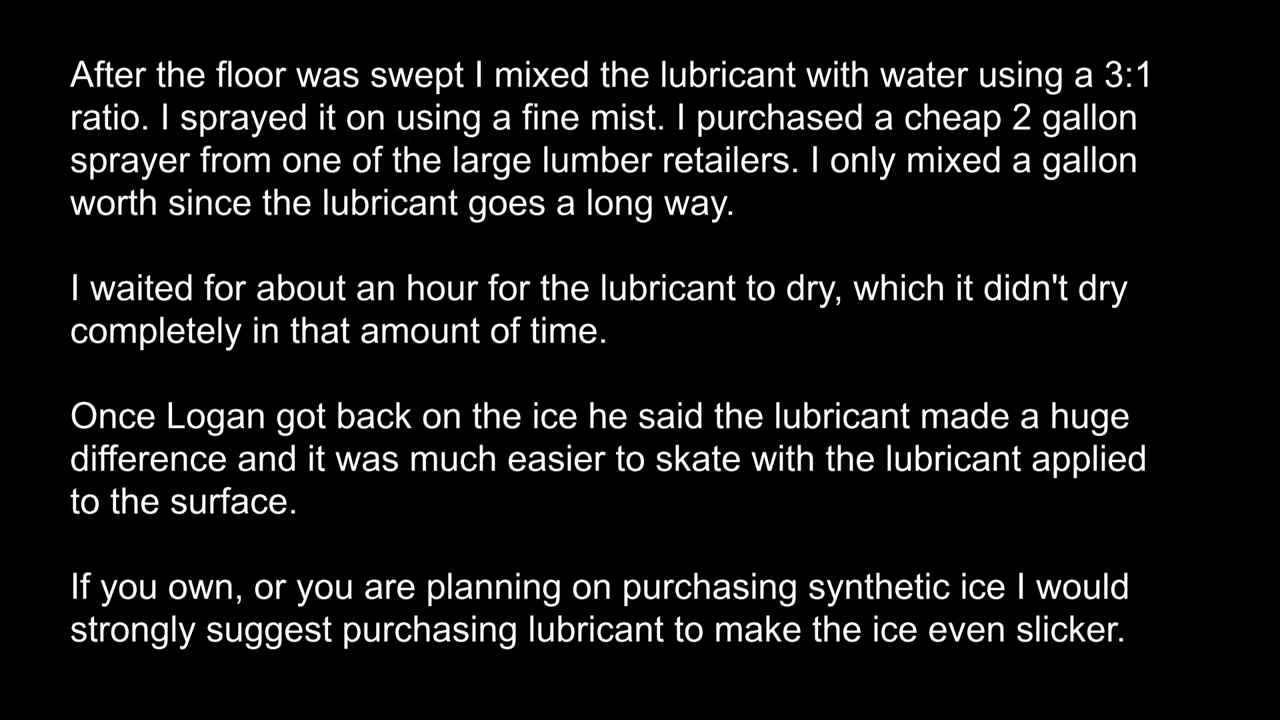 After the floor was swept I mixed the lubricant with water using a 3:1
ratio. I sprayed it on using a fine mist. I purchased a cheap 2 gallon
sprayer from one of the large lumber retailers. I only mixed a gallon
worth since the lubricant goes a long way.
I waited for about an hour for the lubricant to dry, which it didn't dry
completely in that amount of time.
Once Logan got back on the ice he said the lubricant made a huge
difference and it was much easier to skate with the lubricant applied
to the surface.
If you own, or you are planning on purchasing synthetic ice I would
strongly suggest purchasing lubricant to make the ice even slicker.